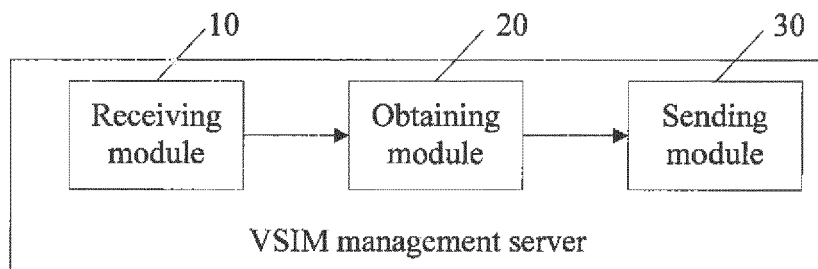 10 20 30
Receiving module
Obtaining module
Sending module
VSIM management server